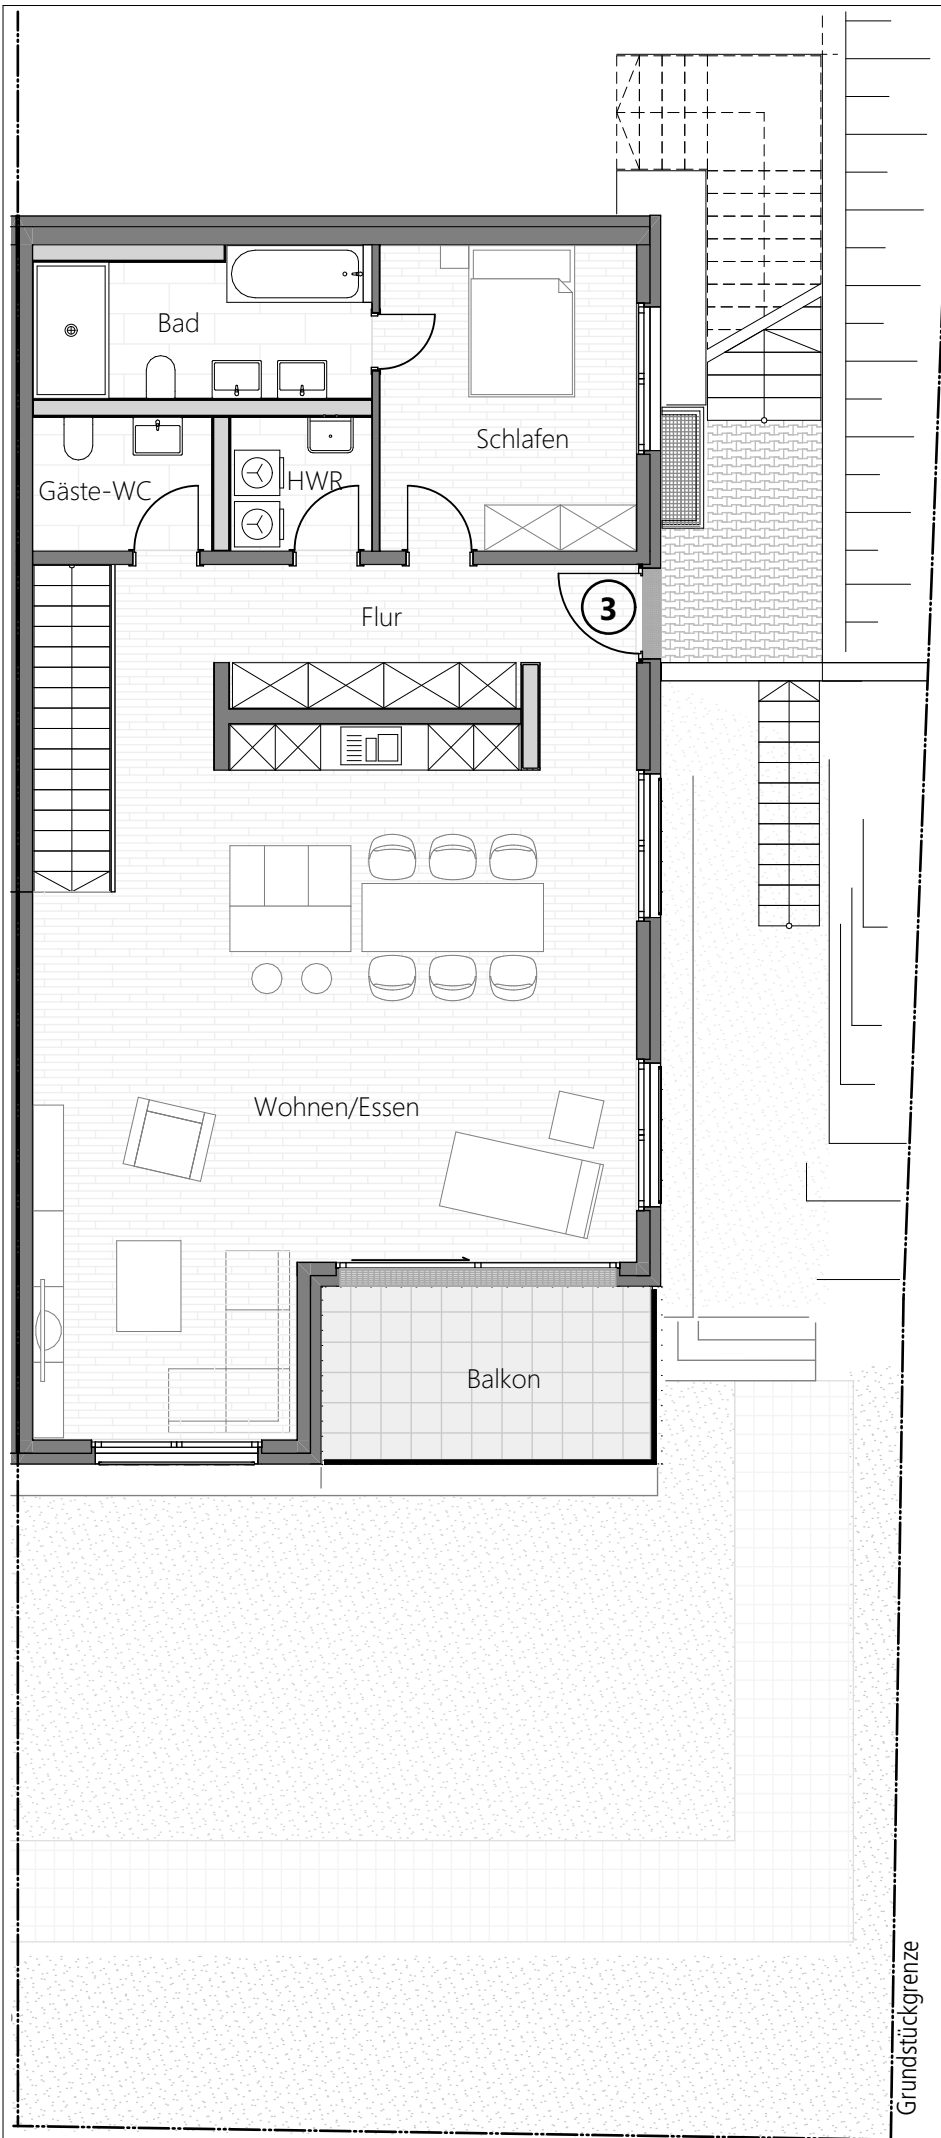 Bad
Schlafen
Gäste-WC
HWR
Flur
3
Wohnen/Essen
Balkon
Grundstückgrenze